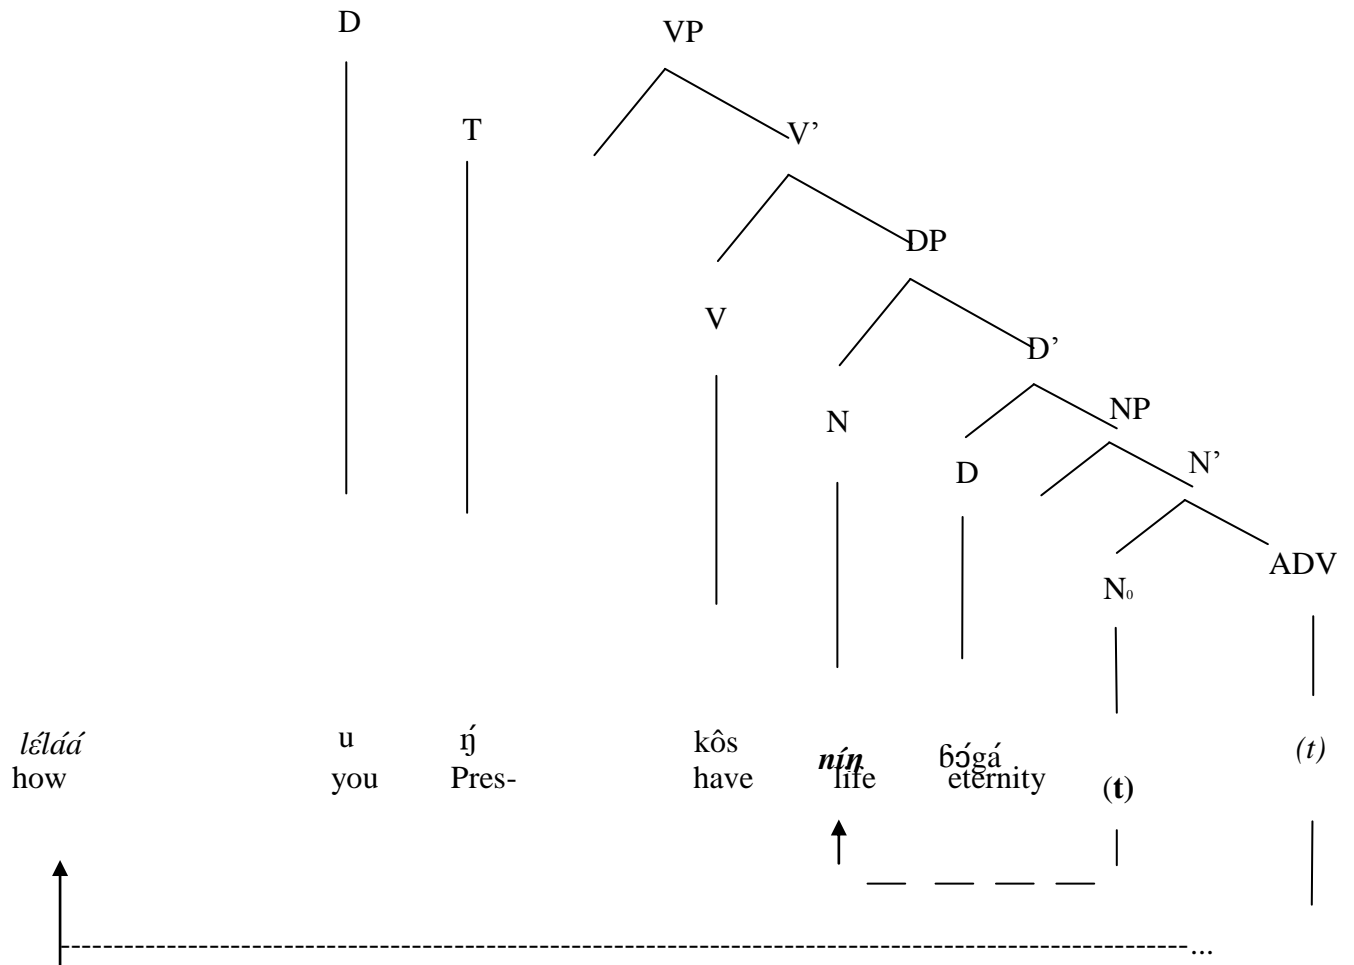 D VP
T V’
DP
V D’
N NP
D N’
N₀ ADV
lɛ́láá u ŋ́ kôs nín ɓɔ́gá (t)
how you Pres- have life eternity (t)
...